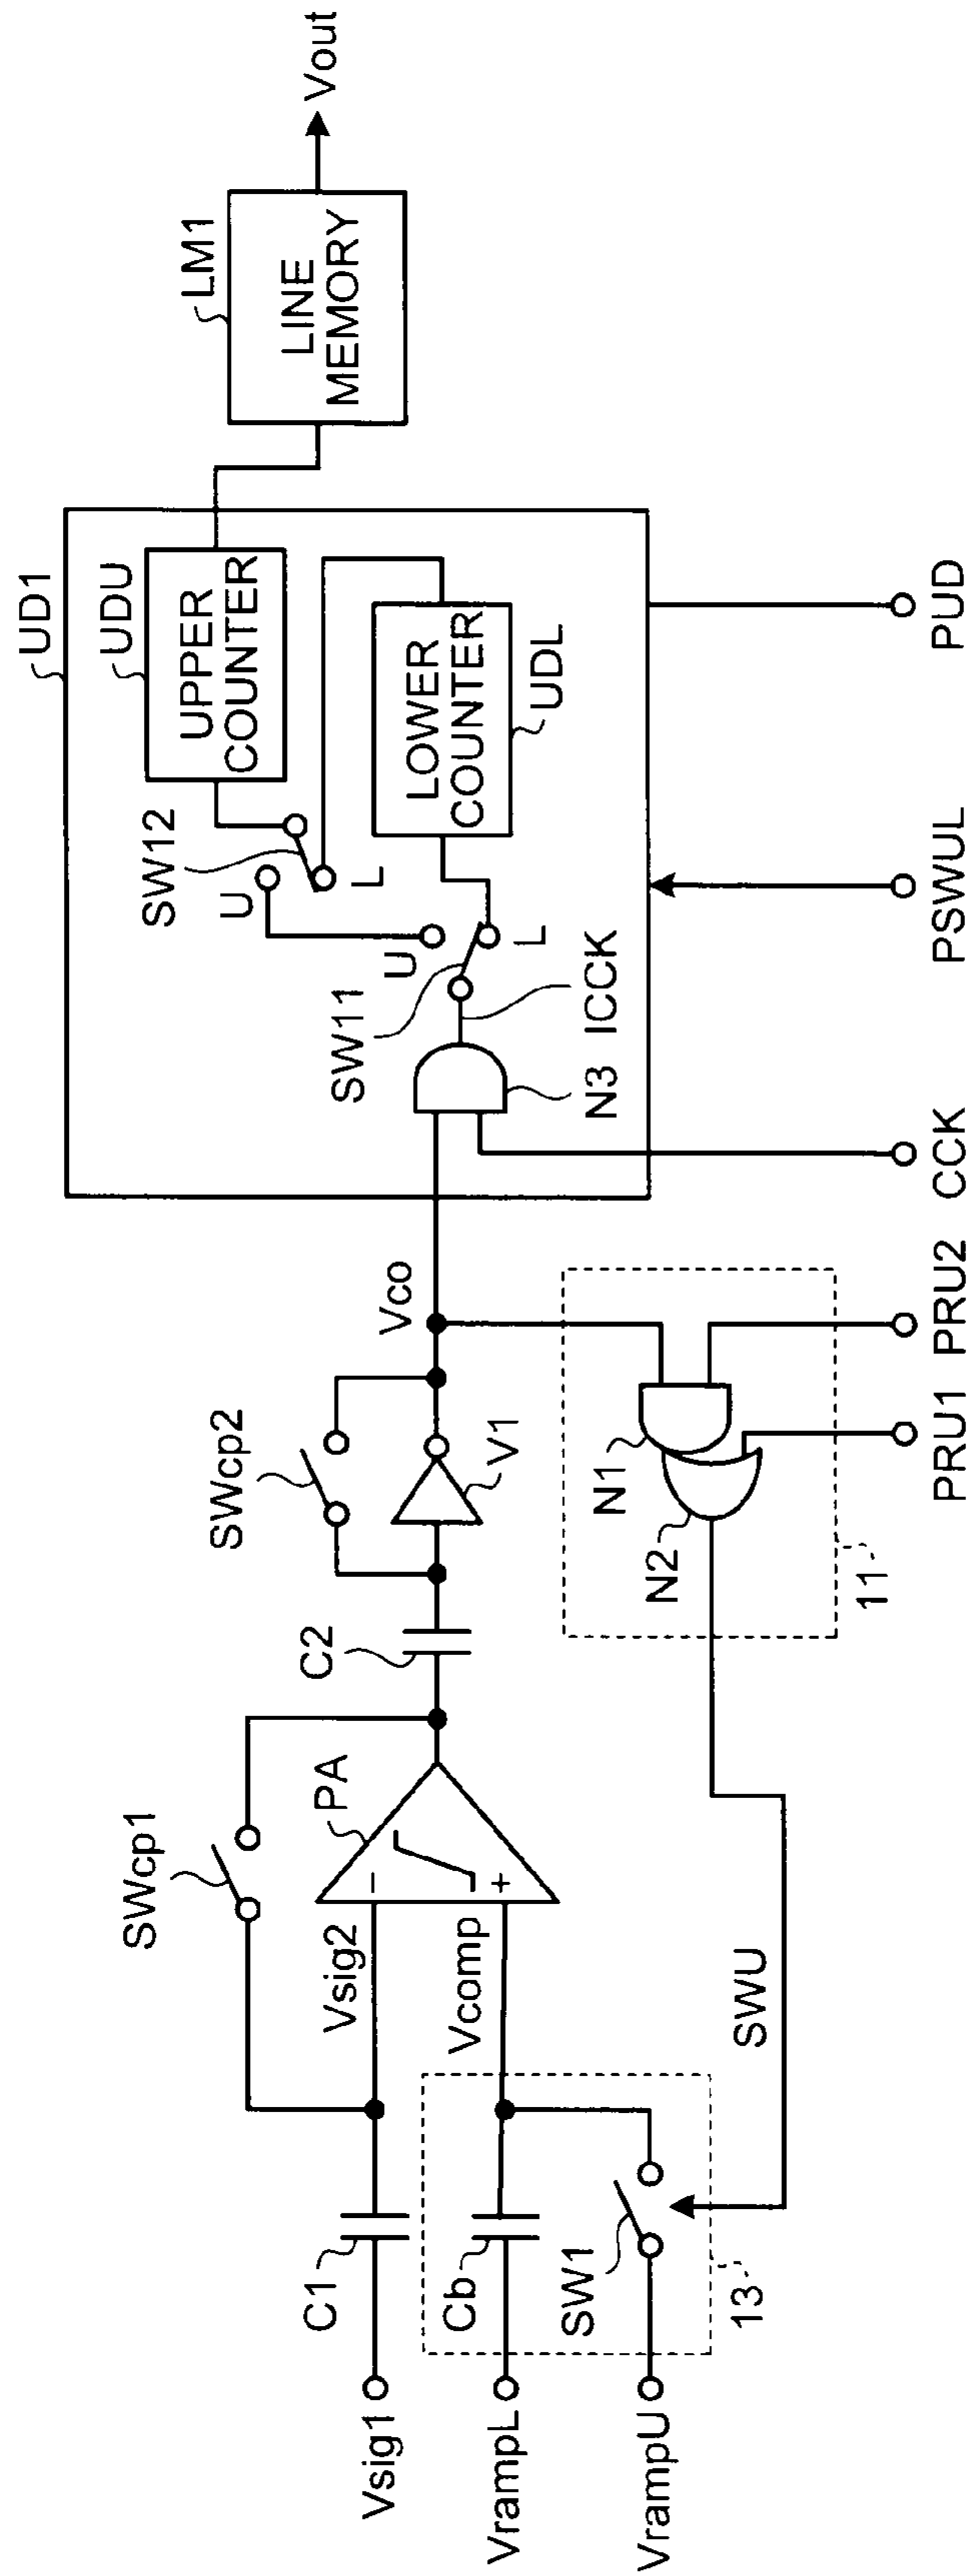 Vsig1
VrampL
VrampU
C1
Cb
SW1
13
SWcp1
Vsig2
Vcomp
−
+
PA
SWU
C2
SWcp2
V1
Vco
N1
N2
11
PRU1
PRU2
CCK
PSWUL
PUD
UD1
UDU
UPPER
COUNTER
SW12
U
L
SW11
U
L
ICCK
N3
LOWER
COUNTER
UDL
LM1
LINE
MEMORY
Vout